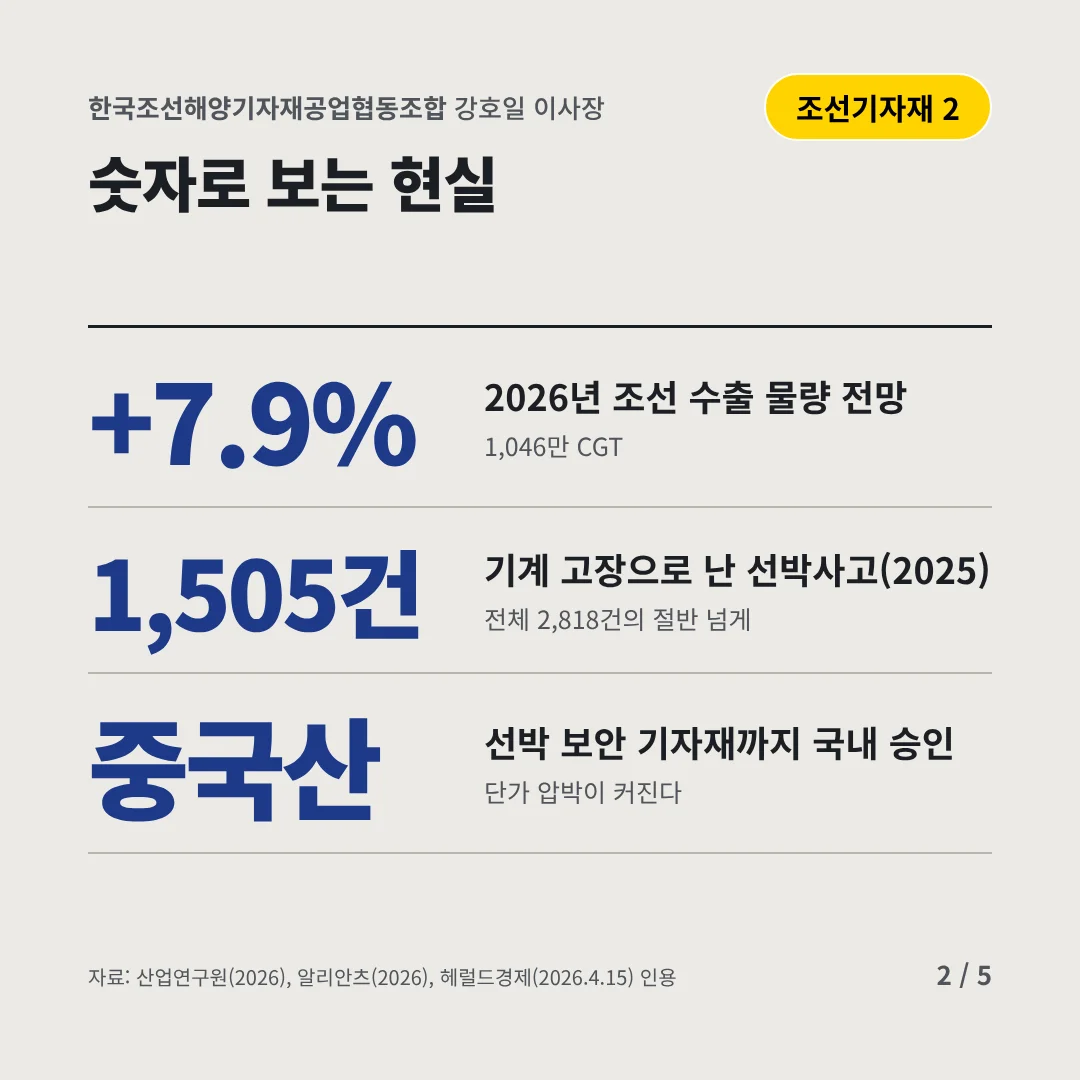 한국조선해양기자재공업협동조합 강호일 이사장
조선기자재 2
숫자로 보는 현실
+7.9%
2026년 조선 수출 물량 전망
1,046만 CGT
1,505건
기계 고장으로 난 선박사고(2025)
전체 2,818건의 절반 넘게
중국산
선박 보안 기자재까지 국내 승인
단가 압박이 커진다
자료: 산업연구원(2026), 알리안츠(2026), 헤럴드경제(2026.4.15) 인용
2 / 5